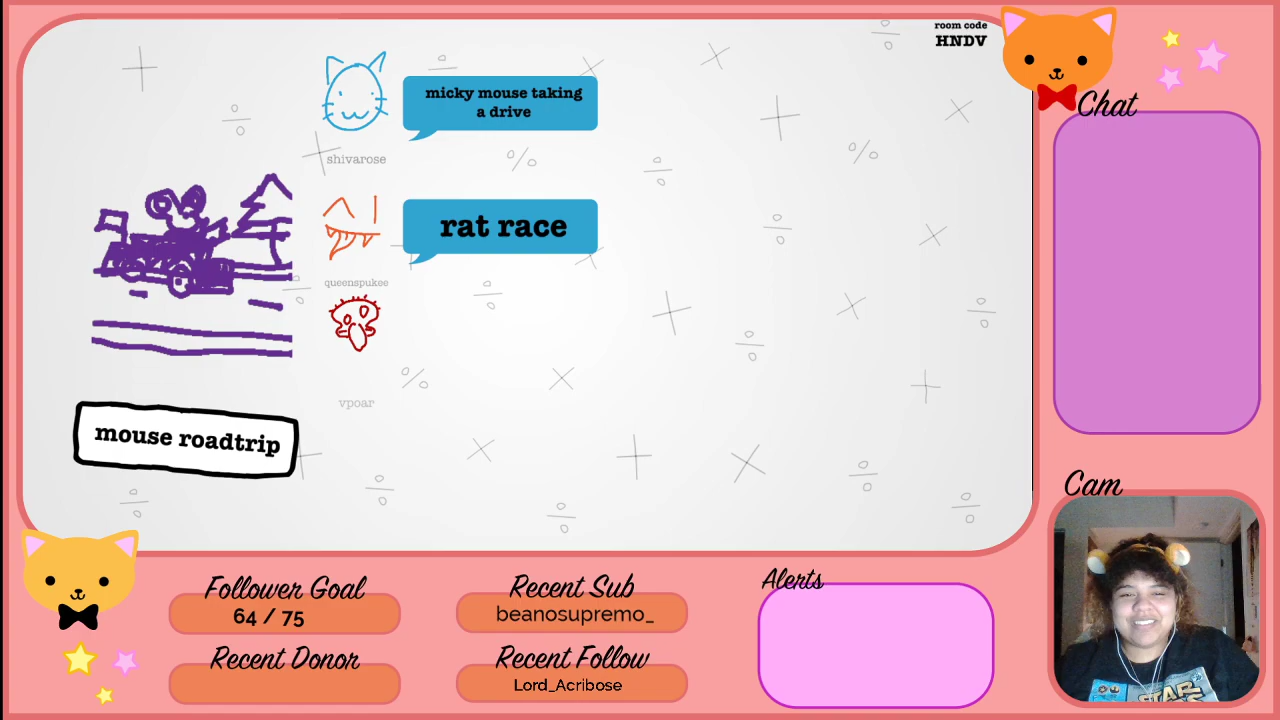 room code
HNDV
micky mouse taking
a drive
shivarose
rat race
queenspukee
vpoar
mouse roadtrip
Chat
Cam
Follower Goal
64 / 75
Recent Sub
beanosupremo_
Alerts
Recent Donor
Recent Follow
Lord_Acribose
STAR